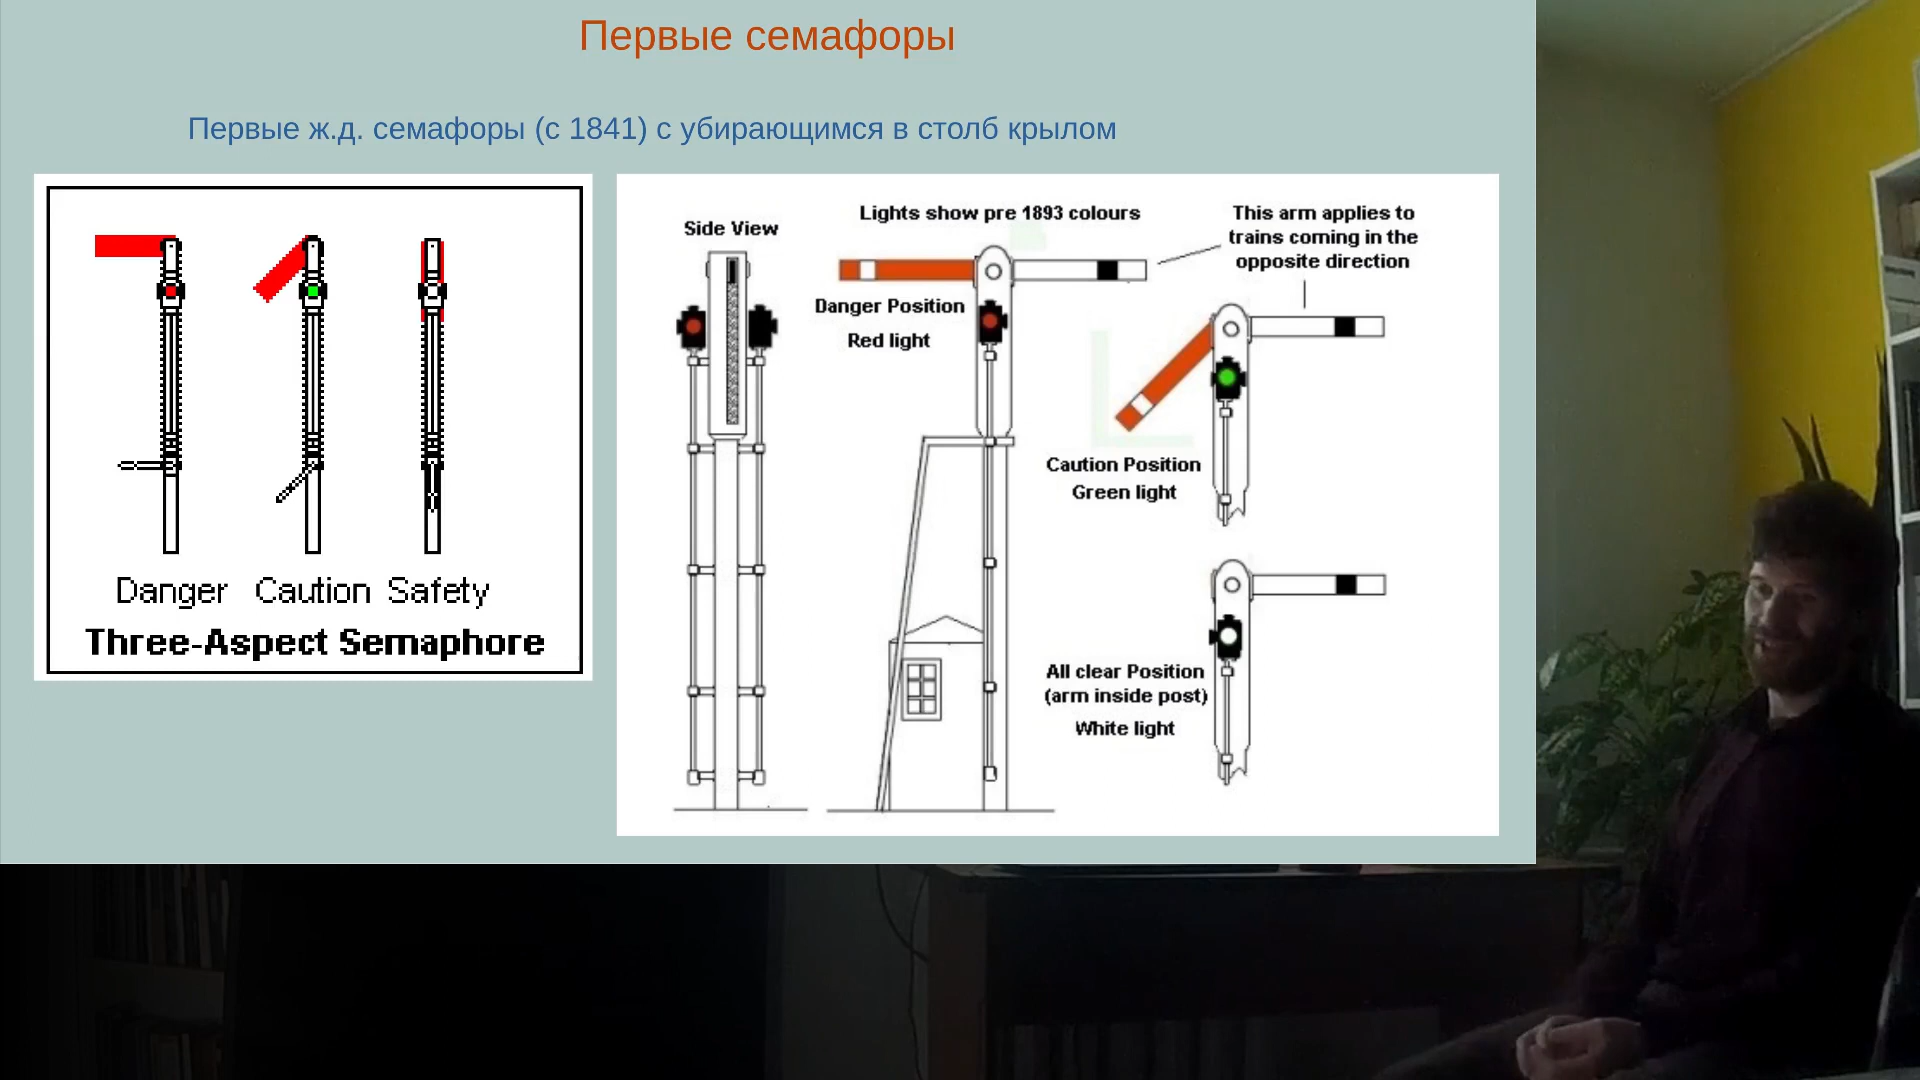 Первые семафоры
Первые ж.д. семафоры (с 1841) с убирающимся в столб крылом
Danger Caution Safety
Three-Aspect Semaphore
Side View
Lights show pre 1893 colours
This arm applies to
trains coming in the
opposite direction
Danger Position
Red light
Caution Position
Green light
All clear Position
(arm inside post)
White light